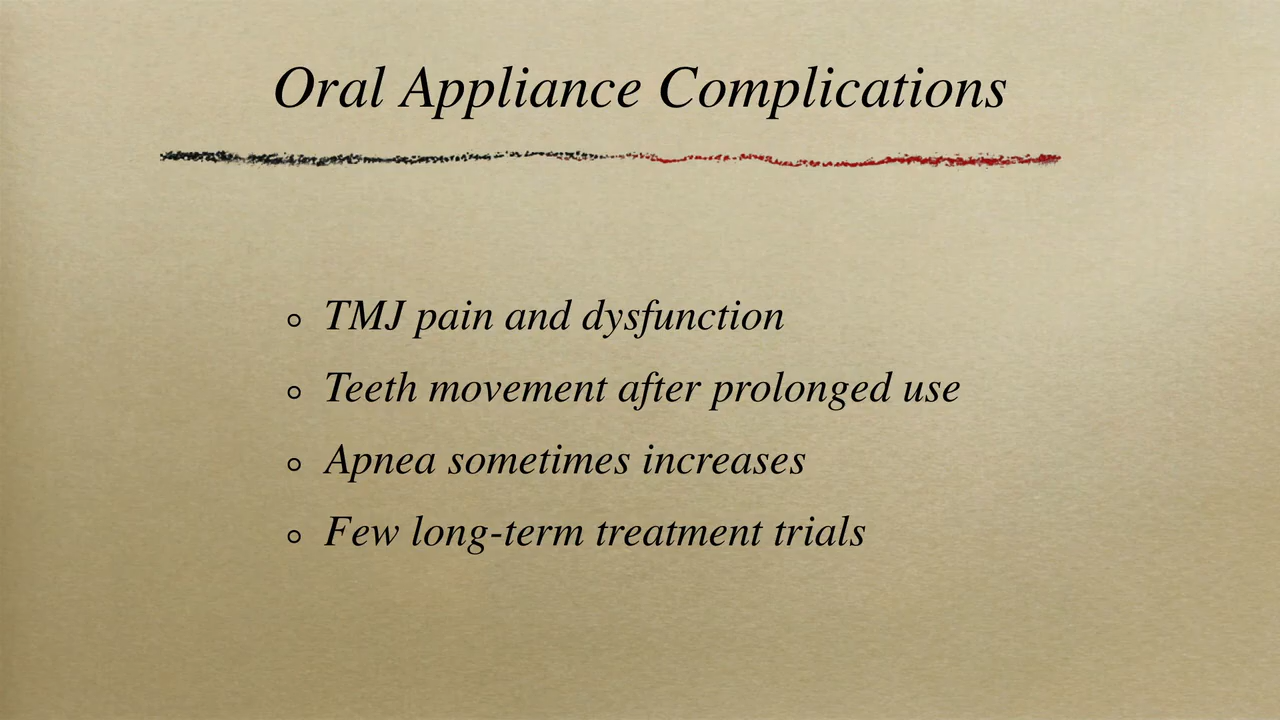 Oral Appliance Complications
TMJ pain and dysfunction
Teeth movement after prolonged use
Apnea sometimes increases
Few long-term treatment trials